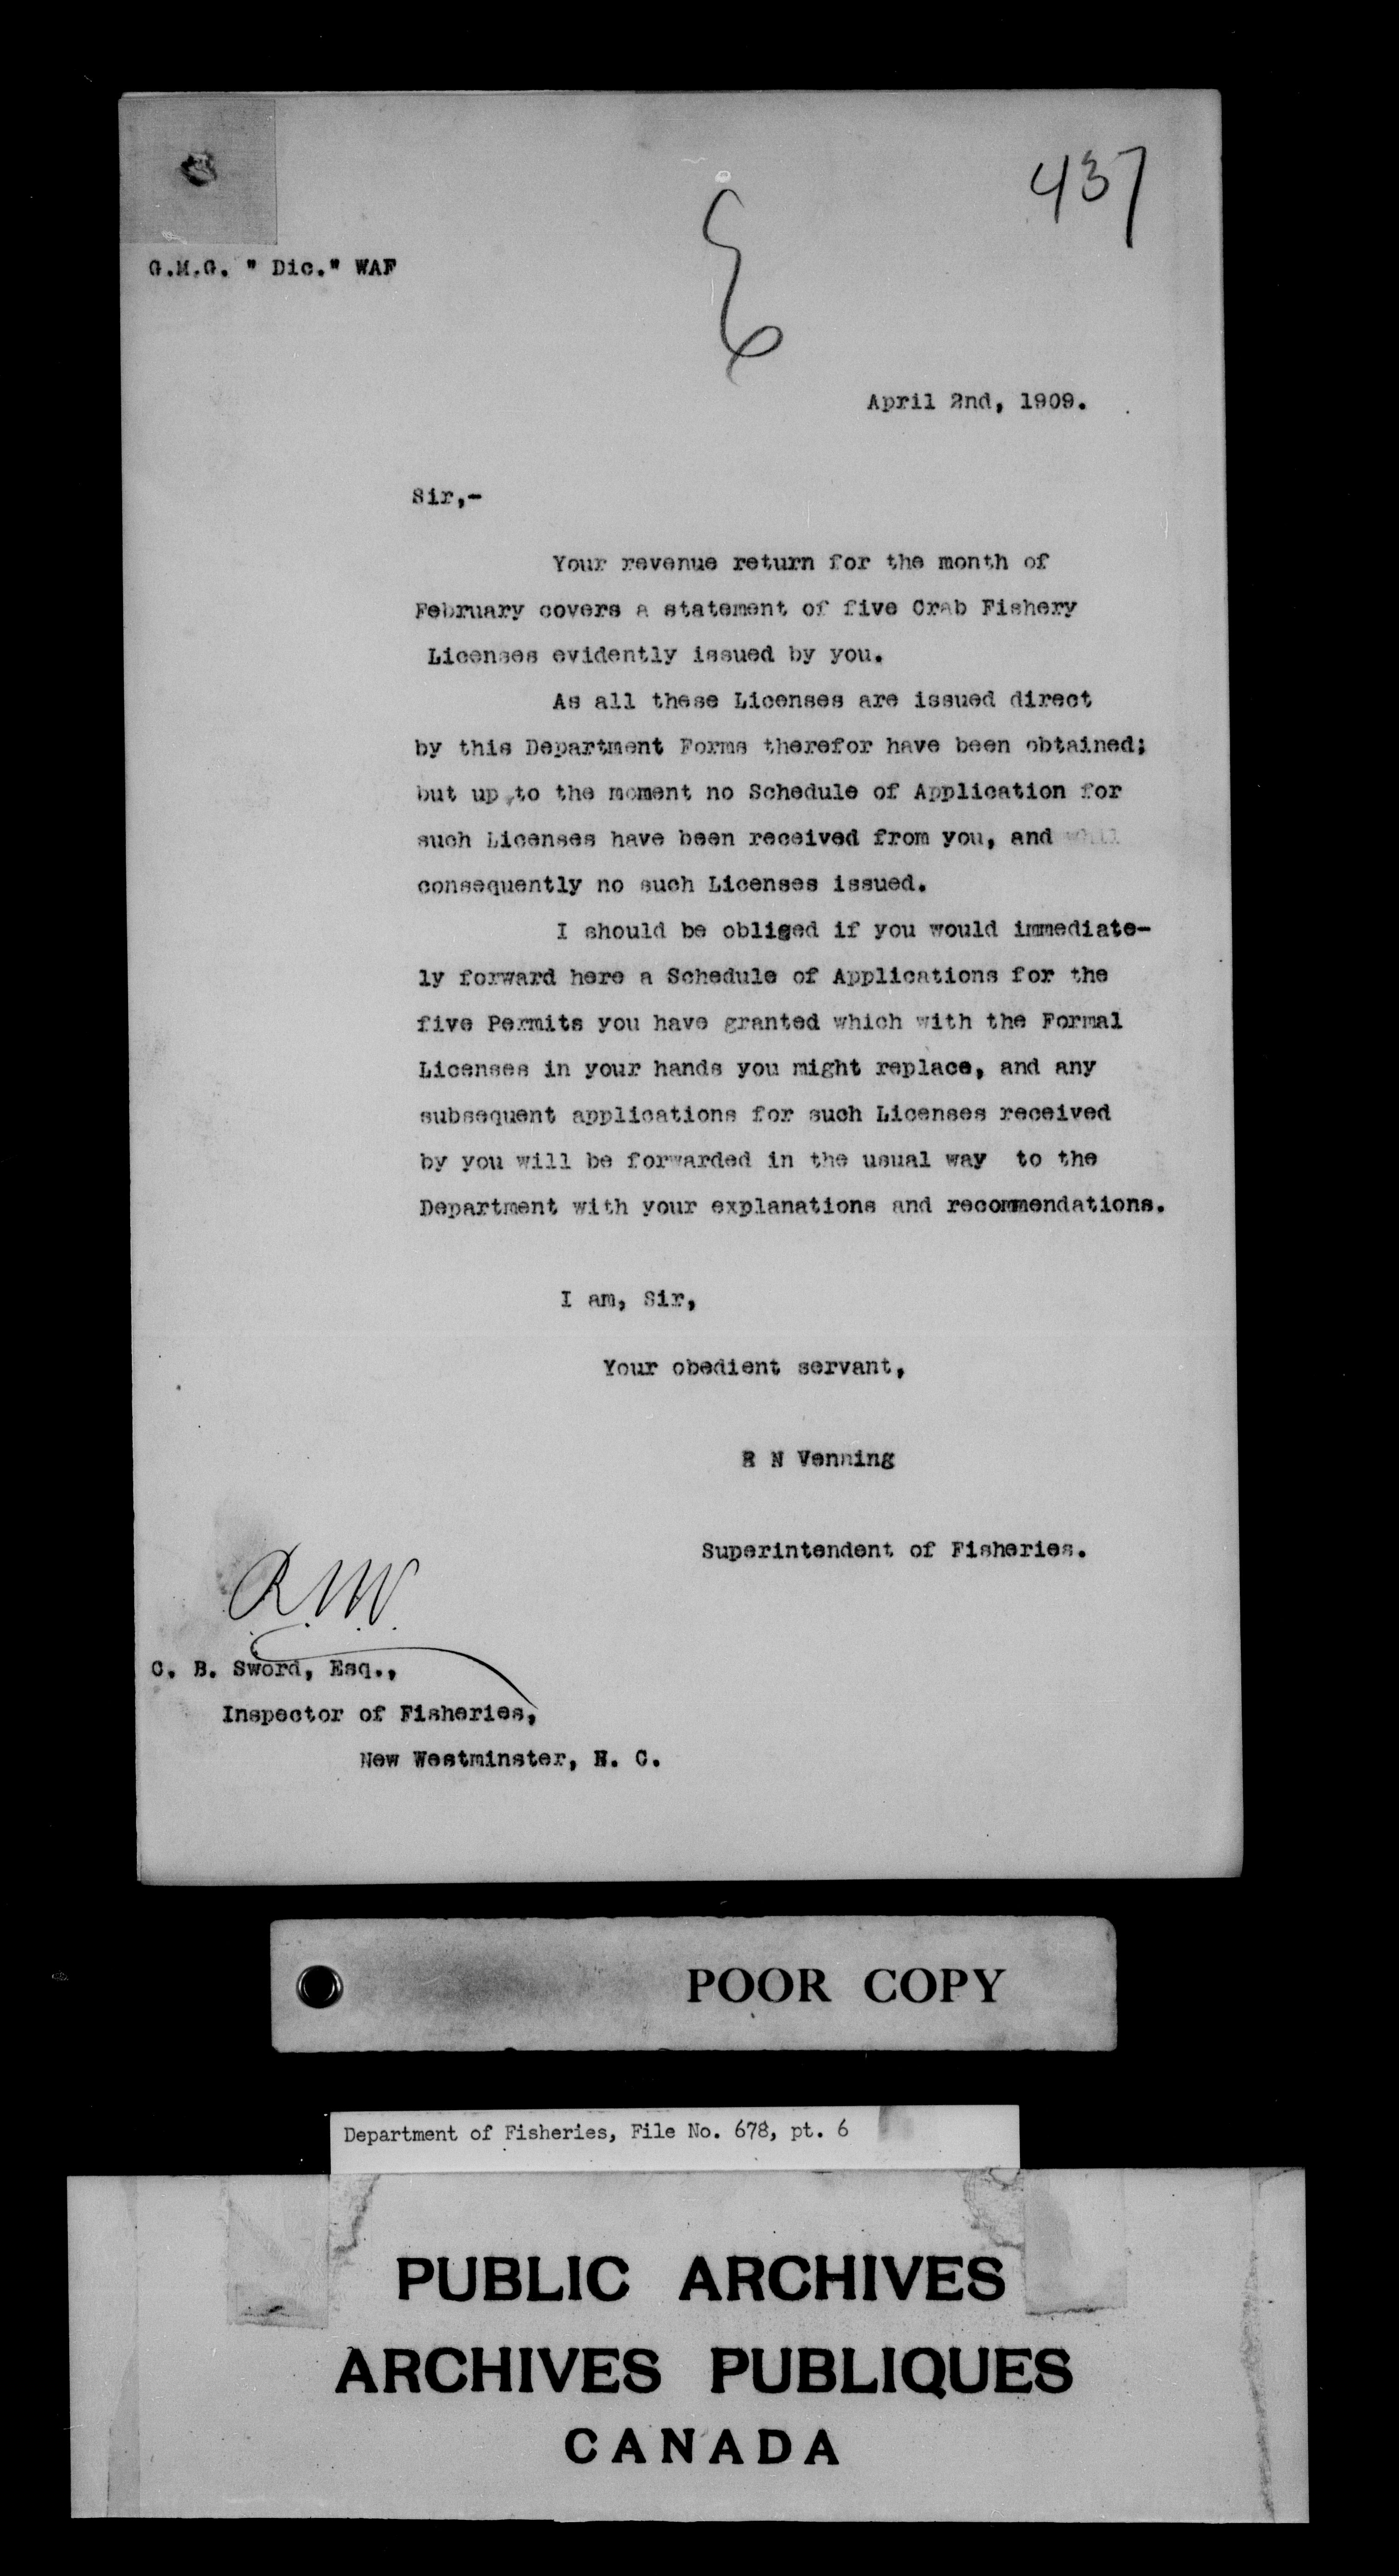 437
G.M.G. " Dic." WAF
April 2nd, 1909.
Sir,-
Your revenue return for the month of
February covers a statement of five Crab Fishery
Licenses evidently issued by you.
As all these Licenses are issued direct
by this Department Forms therefor have been obtained;
but up to the moment no Schedule of Application for
such Licenses have been received from you, and
consequently no such Licenses issued.
I should be obliged if you would immediate-
ly forward here a Schedule of Applications for the
five Permits you have granted which with the Formal
Licenses in your hands you might replace, and any
subsequent applications for such Licenses received
by you will be forwarded in the usual way to the
Department with your explanations and recommendations.
I am, Sir,
Your obedient servant,
R N Venning
Superintendent of Fisheries.
C. B. Sword, Esq.,
Inspector of Fisheries,
New Westminster, B. C.
POOR COPY
Department of Fisheries, File No. 678, pt. 6
PUBLIC ARCHIVES
ARCHIVES PUBLIQUES
CANADA